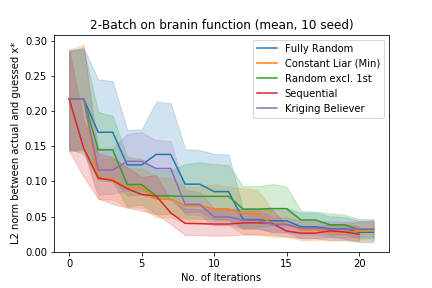 2-Batch on branin function (mean, 10 seed)
L2 norm between actual and guessed x*
0.30
0.25
0.20
0.15
0.10
0.05
0.00
Fully Random
Constant Liar (Min)
Random excl. 1st
Sequential
Kriging Believer
0
5
10
15
20
No. of Iterations